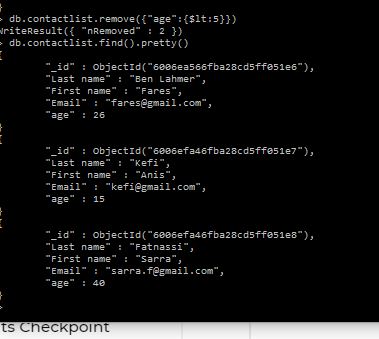 }
> db.contactlist.remove({"age":{$lt:5}})
WriteResult({ "nRemoved" : 2 })
> db.contactlist.find().pretty()
{
"_id" : ObjectId("6006ea566fba28cd5ff051e6"),
"Last name" : "Ben Lahmer",
"First name" : "Fares",
"Email" : "fares@gmail.com",
"age" : 26
}
{
"_id" : ObjectId("6006efa46fba28cd5ff051e7"),
"Last name" : "Kefi",
"First name" : "Anis",
"Email" : "kefi@gmail.com",
"age" : 15
}
{
"_id" : ObjectId("6006efa46fba28cd5ff051e8"),
"Last name" : "Fatnassi",
"First name" : "Sarra",
"Email" : "sarra.f@gmail.com",
"age" : 40
}
>
ts Checkpoint